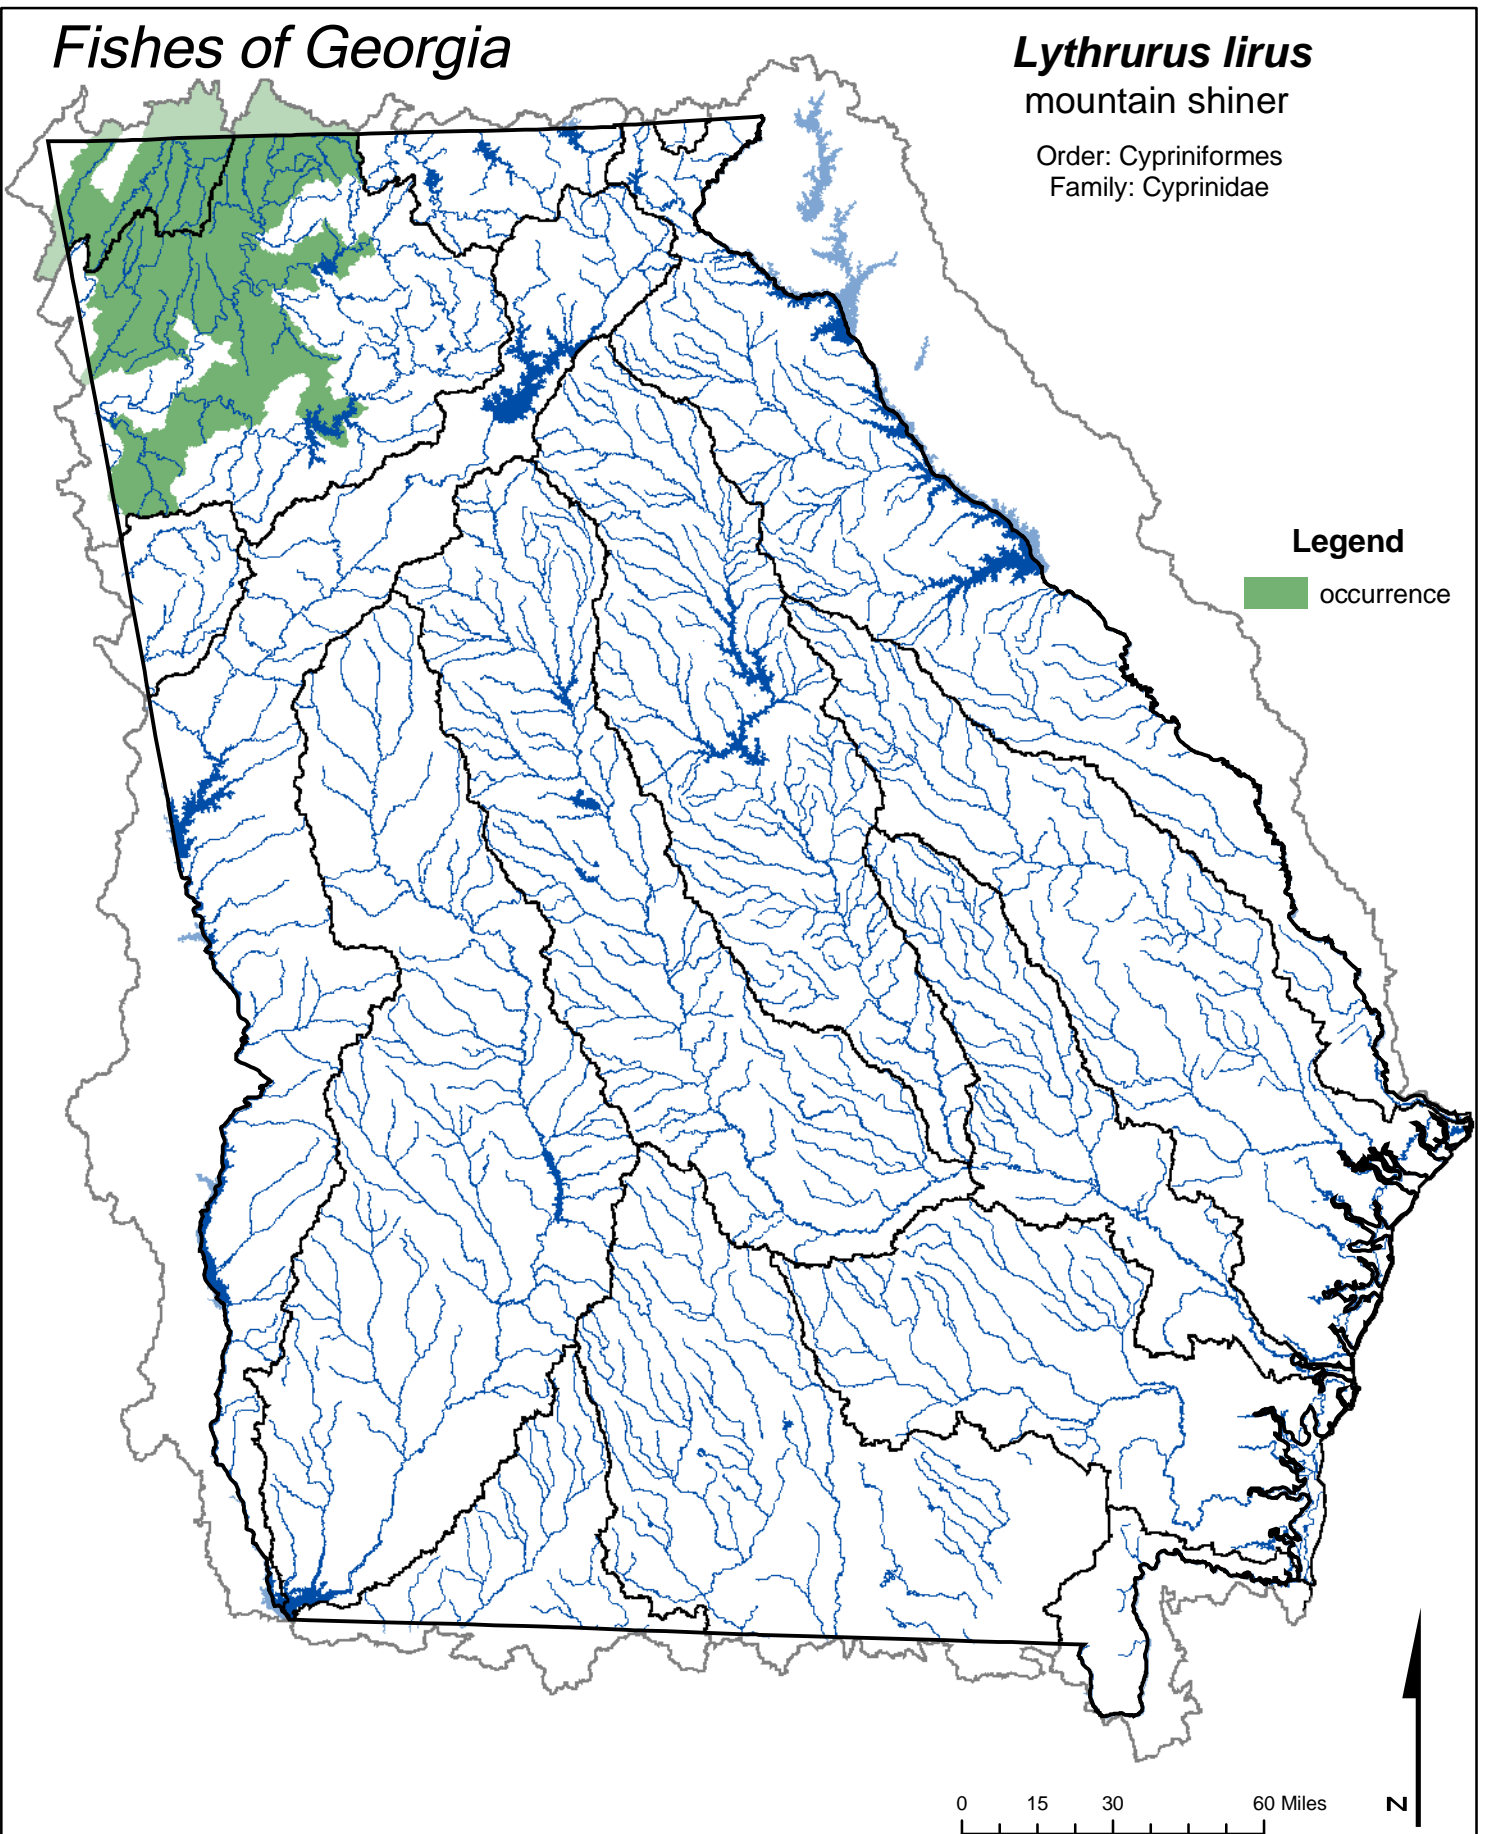 Fishes of Georgia
Lythrurus lirus
mountain shiner
Order: Cypriniformes
Family: Cyprinidae
Legend
occurrence
0 15 30 60 Miles
N